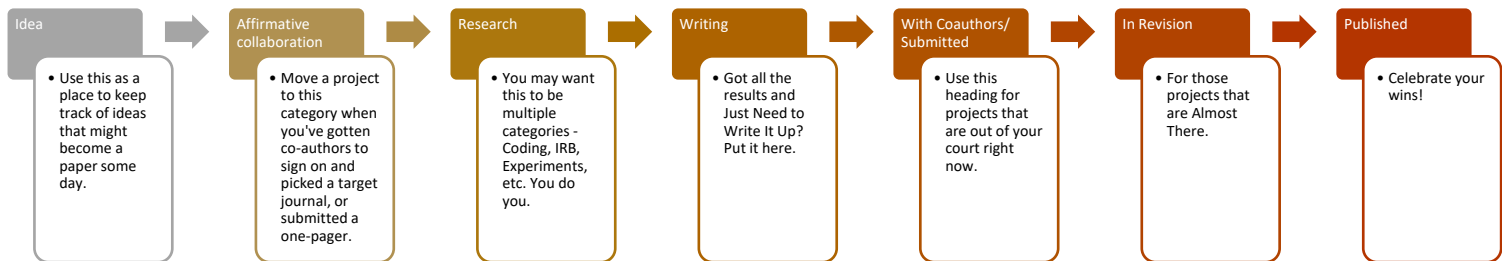 Idea
• Use this as a
place to keep
track of ideas
that might
become a
paper some
day.
Affirmative
collaboration
• Move a project
to this
category when
you've gotten
co-authors to
sign on and
picked a target
journal, or
submitted a
one-pager.
Research
• You may want
this to be
multiple
categories -
Coding, IRB,
Experiments,
etc. You do
you.
Writing
• Got all the
results and
Just Need to
Write It Up?
Put it here.
With Coauthors/
Submitted
• Use this
heading for
projects that
are out of your
court right
now.
In Revision
• For those
projects that
are Almost
There.
Published
• Celebrate your
wins!